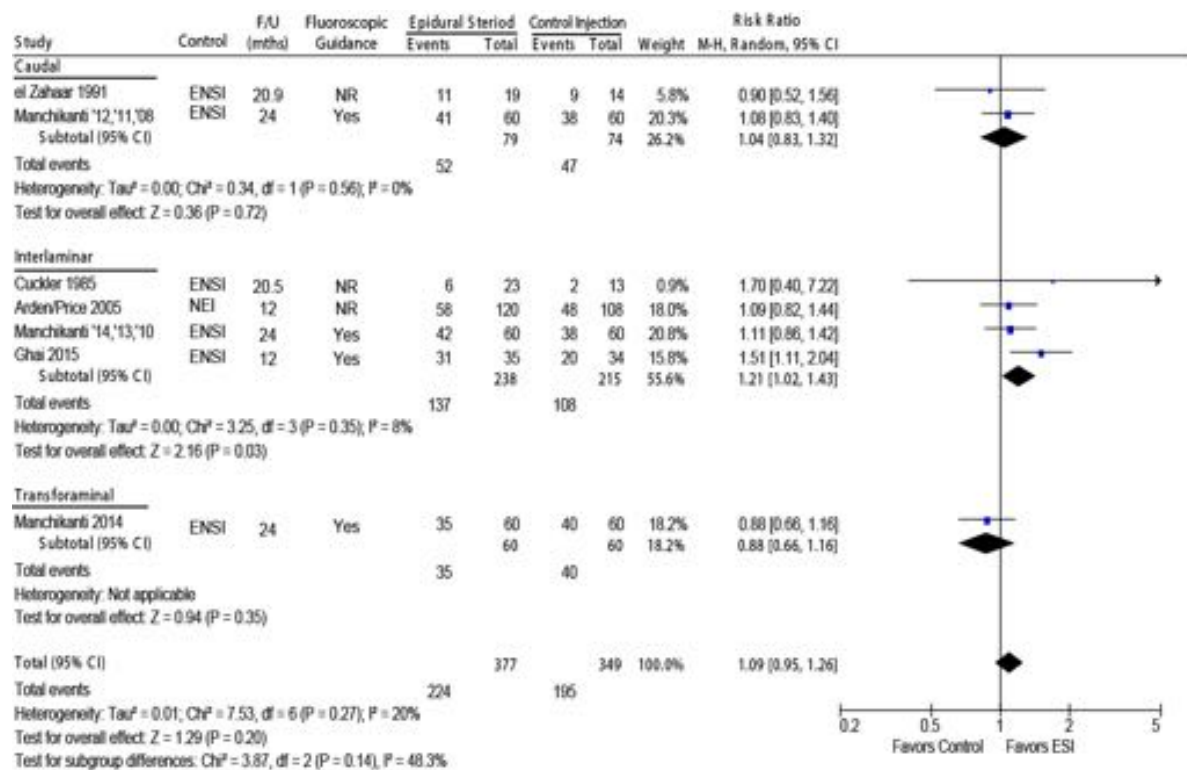 F/U Fluoroscopic Epidural Steriod Control Injection Risk Ratio
Study Control (mths) Guidance Events Total Events Total Weight M-H, Random, 95% CI
Caudal
el Zahaar 1991 ENSI 20.9 NR 11 19 9 14 5.8% 0.90 [0.52, 1.56]
Manchikanti '12,'11,'08 ENSI 24 Yes 41 60 38 60 20.3% 1.08 [0.83, 1.40]
Subtotal (95% CI) 79 74 26.2% 1.04 [0.83, 1.32]
Total events 52 47
Heterogeneity: Tau² = 0.00; Chi² = 0.34, df = 1 (P = 0.56); I² = 0%
Test for overall effect: Z = 0.36 (P = 0.72)
Interlaminar
Cuckler 1985 ENSI 20.5 NR 6 23 2 13 0.9% 1.70 [0.40, 7.22]
Arden/Price 2005 NEI 12 NR 58 120 48 108 18.0% 1.09 [0.82, 1.44]
Manchikanti '14,'13,'10 ENSI 24 Yes 42 60 38 60 20.8% 1.11 [0.86, 1.42]
Ghai 2015 ENSI 12 Yes 31 35 20 34 15.8% 1.51 [1.11, 2.04]
Subtotal (95% CI) 238 215 55.6% 1.21 [1.02, 1.43]
Total events 137 108
Heterogeneity: Tau² = 0.00; Chi² = 3.25, df = 3 (P = 0.35); I² = 8%
Test for overall effect: Z = 2.16 (P = 0.03)
Transforaminal
Manchikanti 2014 ENSI 24 Yes 35 60 40 60 18.2% 0.88 [0.66, 1.16]
Subtotal (95% CI) 60 60 18.2% 0.88 [0.66, 1.16]
Total events 35 40
Heterogeneity: Not applicable
Test for overall effect: Z = 0.94 (P = 0.35)
Total (95% CI) 377 349 100.0% 1.09 [0.95, 1.26]
Total events 224 195
Heterogeneity: Tau² = 0.01; Chi² = 7.53, df = 6 (P = 0.27); I² = 20%
Test for overall effect: Z = 1.29 (P = 0.20)
Test for subgroup differences: Chi² = 3.87, df = 2 (P = 0.14), I² = 48.3%
0.2 0.5 1 2 5
Favors Control Favors ESI